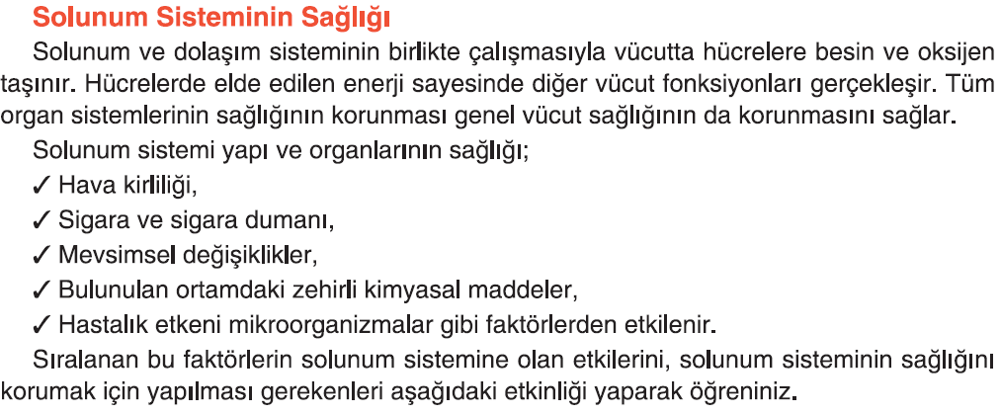 Solunum Sisteminin Sağlığı
Solunum ve dolaşım sisteminin birlikte çalışmasıyla vücutta hücrelere besin ve oksijen
taşınır. Hücrelerde elde edilen enerji sayesinde diğer vücut fonksiyonları gerçekleşir. Tüm
organ sistemlerinin sağlığının korunması genel vücut sağlığının da korunmasını sağlar.
Solunum sistemi yapı ve organlarının sağlığı;
✓ Hava kirliliği,
✓ Sigara ve sigara dumanı,
✓ Mevsimsel değişiklikler,
✓ Bulunulan ortamdaki zehirli kimyasal maddeler,
✓ Hastalık etkeni mikroorganizmalar gibi faktörlerden etkilenir.
Sıralanan bu faktörlerin solunum sistemine olan etkilerini, solunum sisteminin sağlığını
korumak için yapılması gerekenleri aşağıdaki etkinliği yaparak öğreniniz.